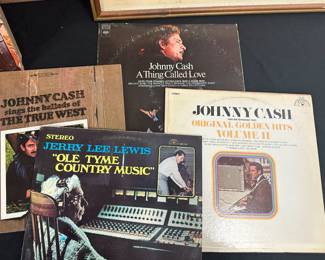 Johnny Cash
A Thing Called Love
JOHNNY CASH
sings the ballads of
THE TRUE WEST
JOHNNY CASH
ORIGINAL GOLDEN HITS
VOLUME II
STEREO
JERRY LEE LEWIS
"OLE TYME
COUNTRY MUSIC"